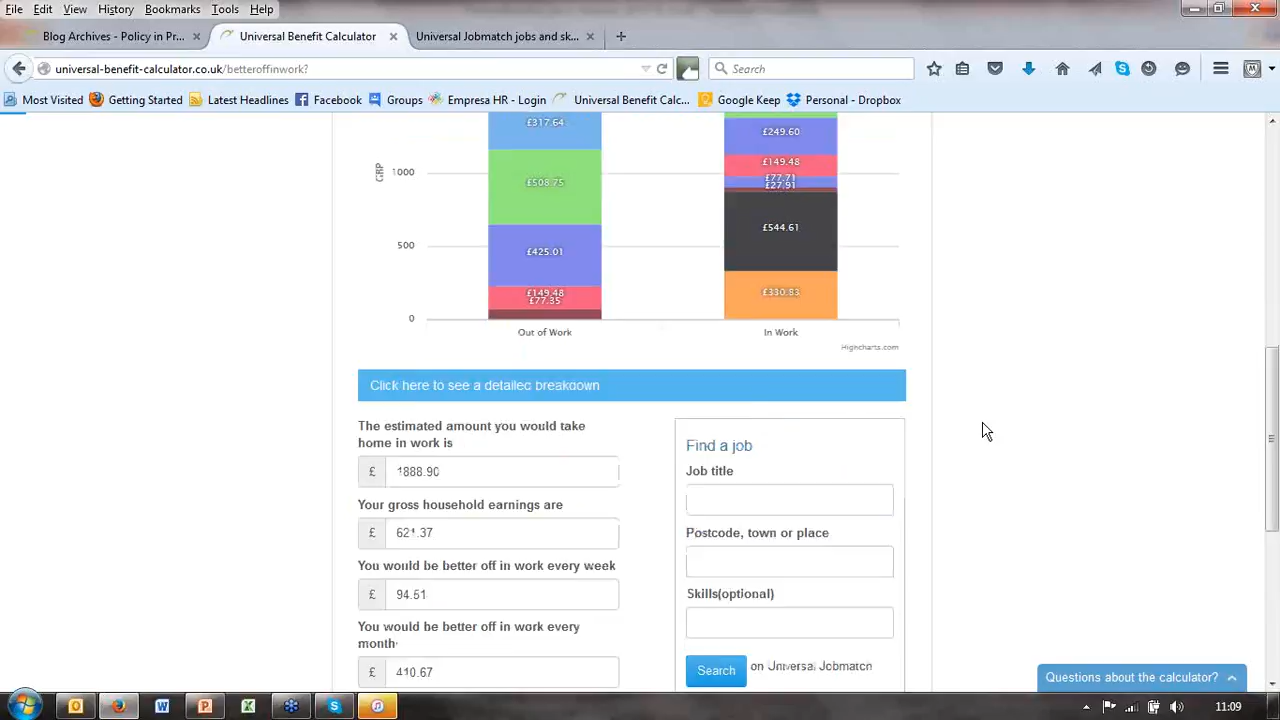 File Edit View History Bookmarks Tools Help
Blog Archives - Policy in Pr... × Universal Benefit Calculator × Universal Jobmatch jobs and sk... × +
universal-benefit-calculator.co.uk/betteroffinwork? Search
Most Visited Getting Started Latest Headlines Facebook Groups Empresa HR - Login Universal Benefit Calc... Google Keep Personal - Dropbox
£317.64 £249.60
£149.48
GBP 1000 £508.75 £77.71
£27.91
£544.61
500 £425.01
£149.48 £330.83
£77.35
0
Out of Work In Work
Highcharts.com
Click here to see a detailed breakdown
The estimated amount you would take
home in work is
£ 1888.90
Your gross household earnings are
£ 621.37
You would be better off in work every week
£ 94.51
You would be better off in work every
month
£ 410.67
Find a job
Job title
Postcode, town or place
Skills(optional)
Search on Universal Jobmatch
Questions about the calculator?
11:09